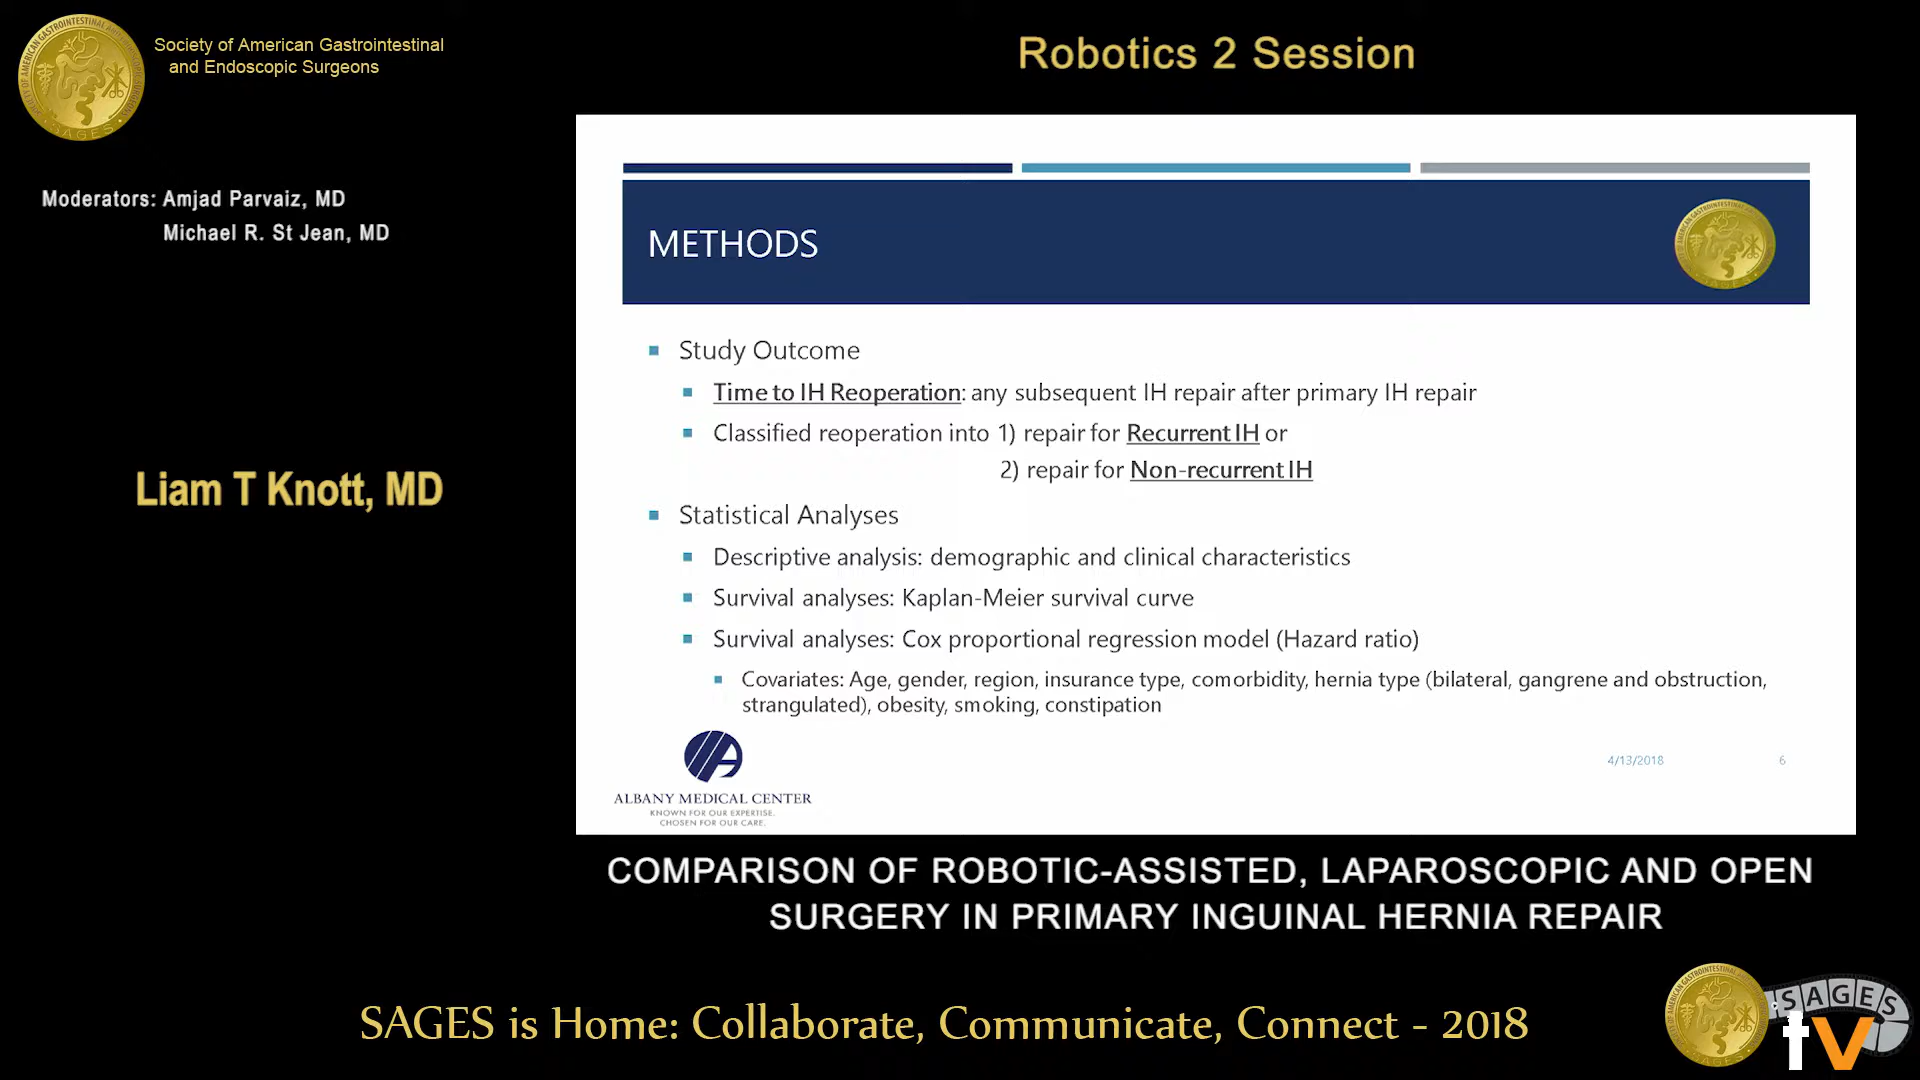 Society of American Gastrointestinal
and Endoscopic Surgeons
Robotics 2 Session
Moderators: Amjad Parvaiz, MD
Michael R. St Jean, MD
Liam T Knott, MD
METHODS
Study Outcome
Time to IH Reoperation: any subsequent IH repair after primary IH repair
Classified reoperation into 1) repair for Recurrent IH or
2) repair for Non-recurrent IH
Statistical Analyses
Descriptive analysis: demographic and clinical characteristics
Survival analyses: Kaplan-Meier survival curve
Survival analyses: Cox proportional regression model (Hazard ratio)
Covariates: Age, gender, region, insurance type, comorbidity, hernia type (bilateral, gangrene and obstruction,
strangulated), obesity, smoking, constipation
ALBANY MEDICAL CENTER
KNOWN FOR OUR EXPERTISE.
CHOSEN FOR OUR CARE.
4/13/2018
6
COMPARISON OF ROBOTIC-ASSISTED, LAPAROSCOPIC AND OPEN
SURGERY IN PRIMARY INGUINAL HERNIA REPAIR
SAGES is Home: Collaborate, Communicate, Connect - 2018
SAGES
tv